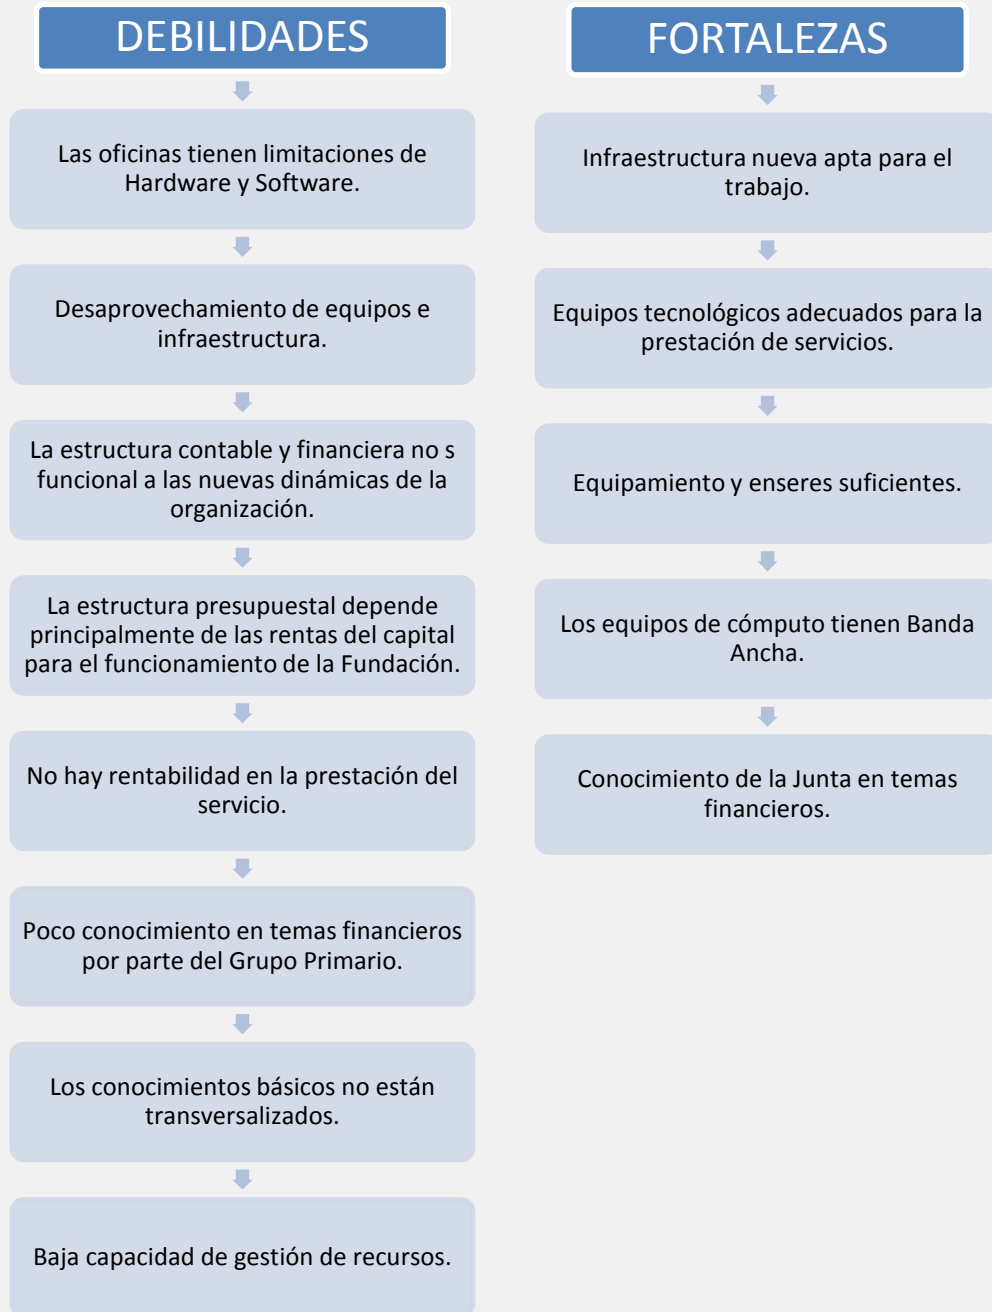 DEBILIDADES
Las oficinas tienen limitaciones de
Hardware y Software.
Desaprovechamiento de equipos e
infraestructura.
La estructura contable y financiera no s
funcional a las nuevas dinámicas de la
organización.
La estructura presupuestal depende
principalmente de las rentas del capital
para el funcionamiento de la Fundación.
No hay rentabilidad en la prestación del
servicio.
Poco conocimiento en temas financieros
por parte del Grupo Primario.
Los conocimientos básicos no están
transversalizados.
Baja capacidad de gestión de recursos.
FORTALEZAS
Infraestructura nueva apta para el
trabajo.
Equipos tecnológicos adecuados para la
prestación de servicios.
Equipamiento y enseres suficientes.
Los equipos de cómputo tienen Banda
Ancha.
Conocimiento de la Junta en temas
financieros.